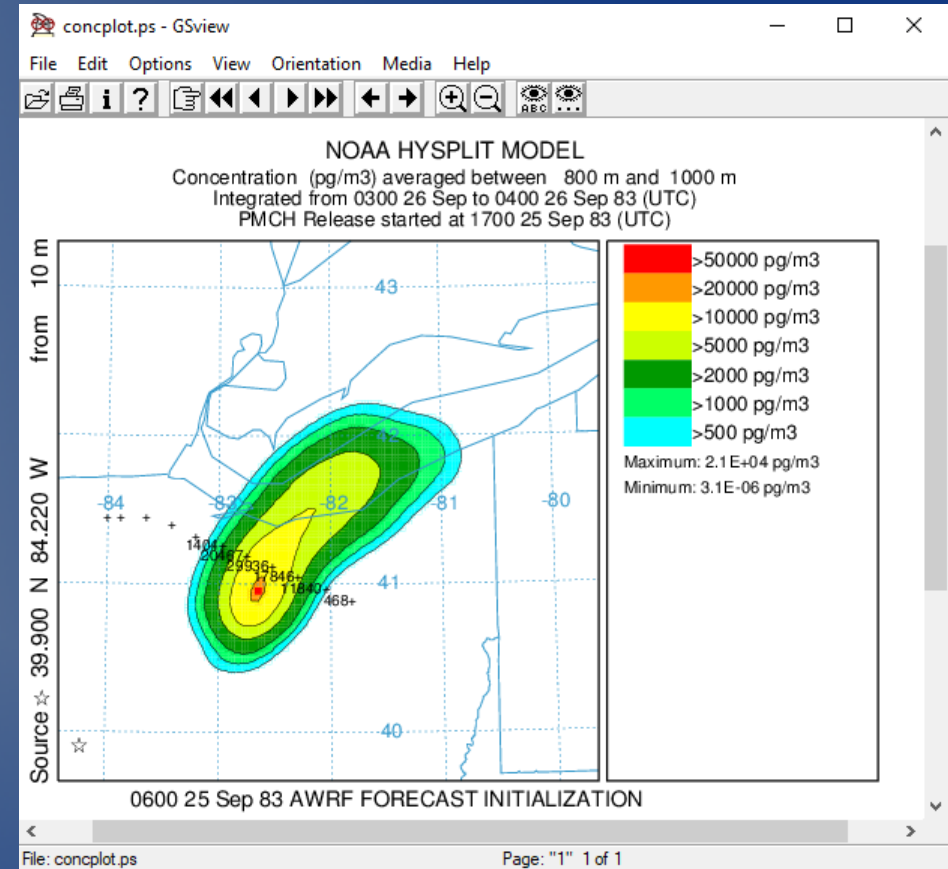 concplot.ps - GSview
File Edit Options View Orientation Media Help
i ?
ABC
NOAA HYSPLIT MODEL
Concentration (pg/m3) averaged between 800 m and 1000 m
Integrated from 0300 26 Sep to 0400 26 Sep 83 (UTC)
PMCH Release started at 1700 25 Sep 83 (UTC)
Source ☆ 39.900 N 84.220 W from 10 m
43
42
-84 -83 -82 -81 -80
1404+
20467+
29936+
17846+
11840+
468+
41
40
>50000 pg/m3
>20000 pg/m3
>10000 pg/m3
>5000 pg/m3
>2000 pg/m3
>1000 pg/m3
>500 pg/m3
Maximum: 2.1E+04 pg/m3
Minimum: 3.1E-06 pg/m3
0600 25 Sep 83 AWRF FORECAST INITIALIZATION
File: concplot.ps Page: "1" 1 of 1